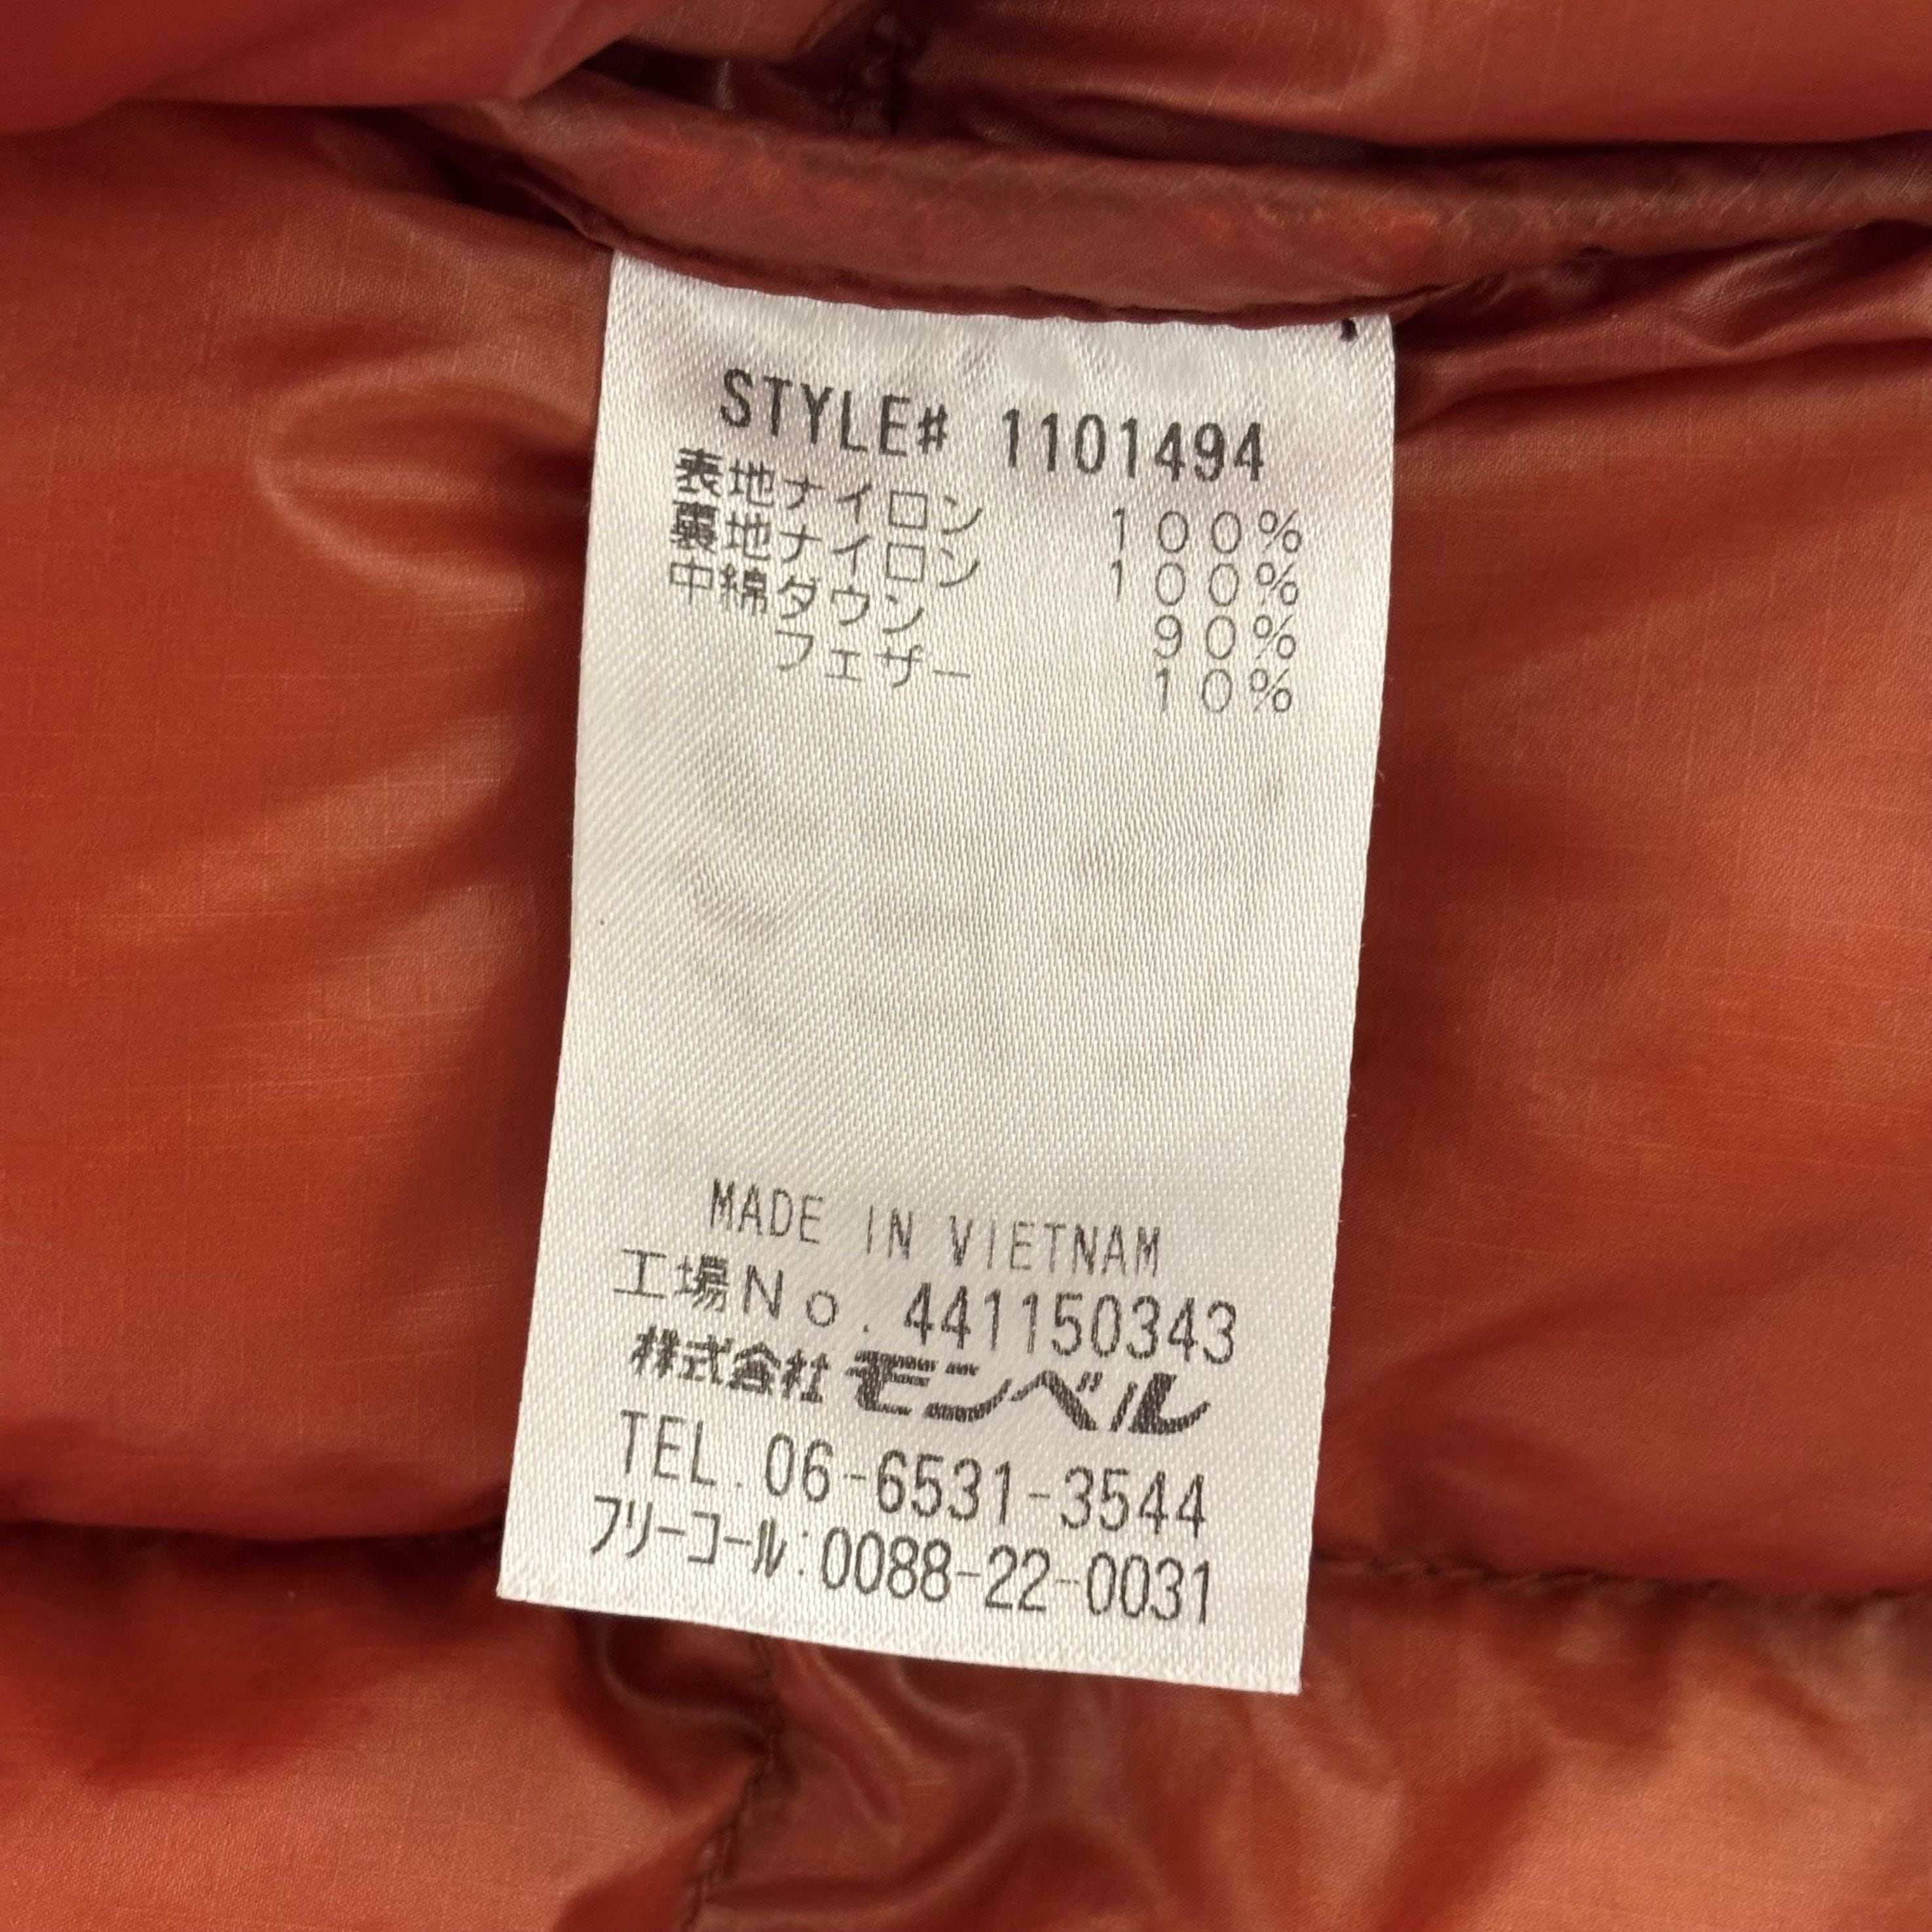 STYLE# 1101494
表地ナイロン 100%
裏地ナイロン 100%
中綿ダウン 90%
フェザー 10%
MADE IN VIETNAM
工場No. 441150343
株式会社モンベル
TEL. 06-6531-3544
フリーコール:0088-22-0031